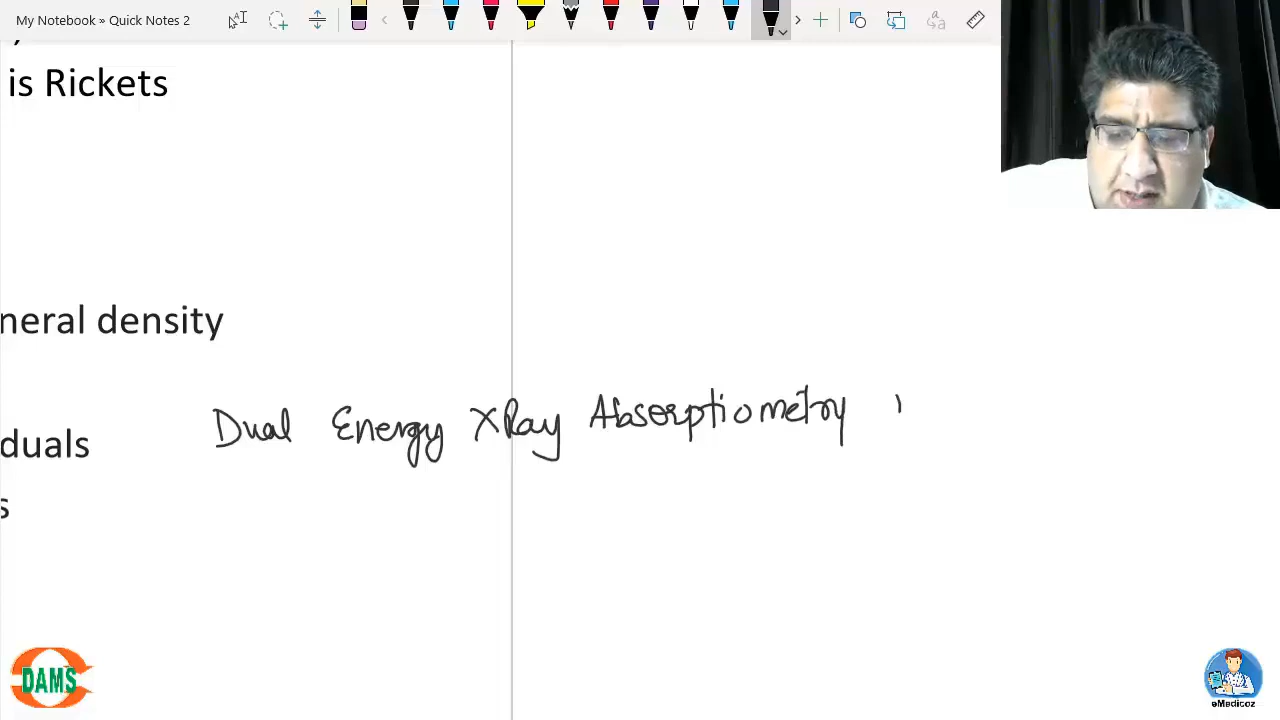 My Notebook » Quick Notes 2
is Rickets
neral density
Dual Energy XRay Absorptiometry
duals
s
DAMS
eMedicoz